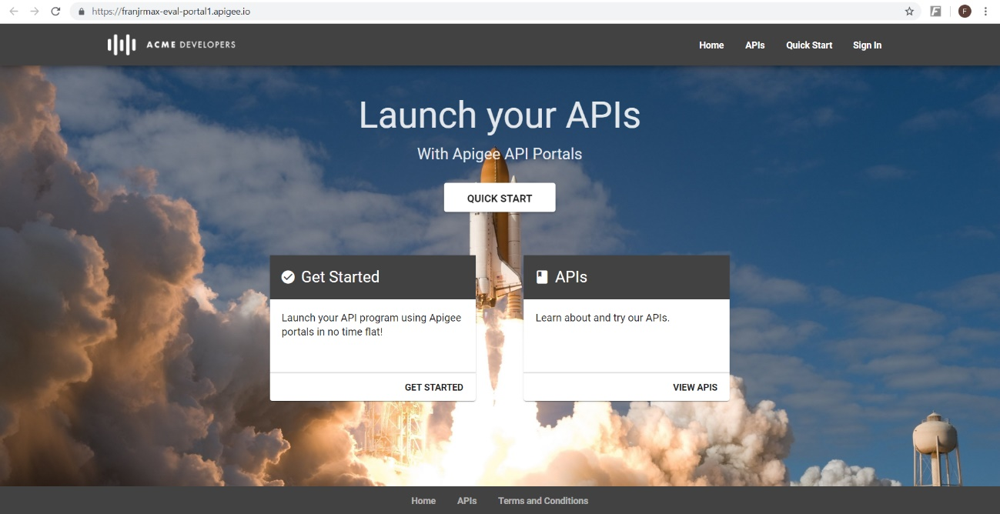 https://franjrmax-eval-portal1.apigee.io
F
F
ACME DEVELOPERS
Home APIs Quick Start Sign In
Launch your APIs
With Apigee API Portals
QUICK START
Get Started
Launch your API program using Apigee
portals in no time flat!
GET STARTED
APIs
Learn about and try our APIs.
VIEW APIS
Home APIs Terms and Conditions